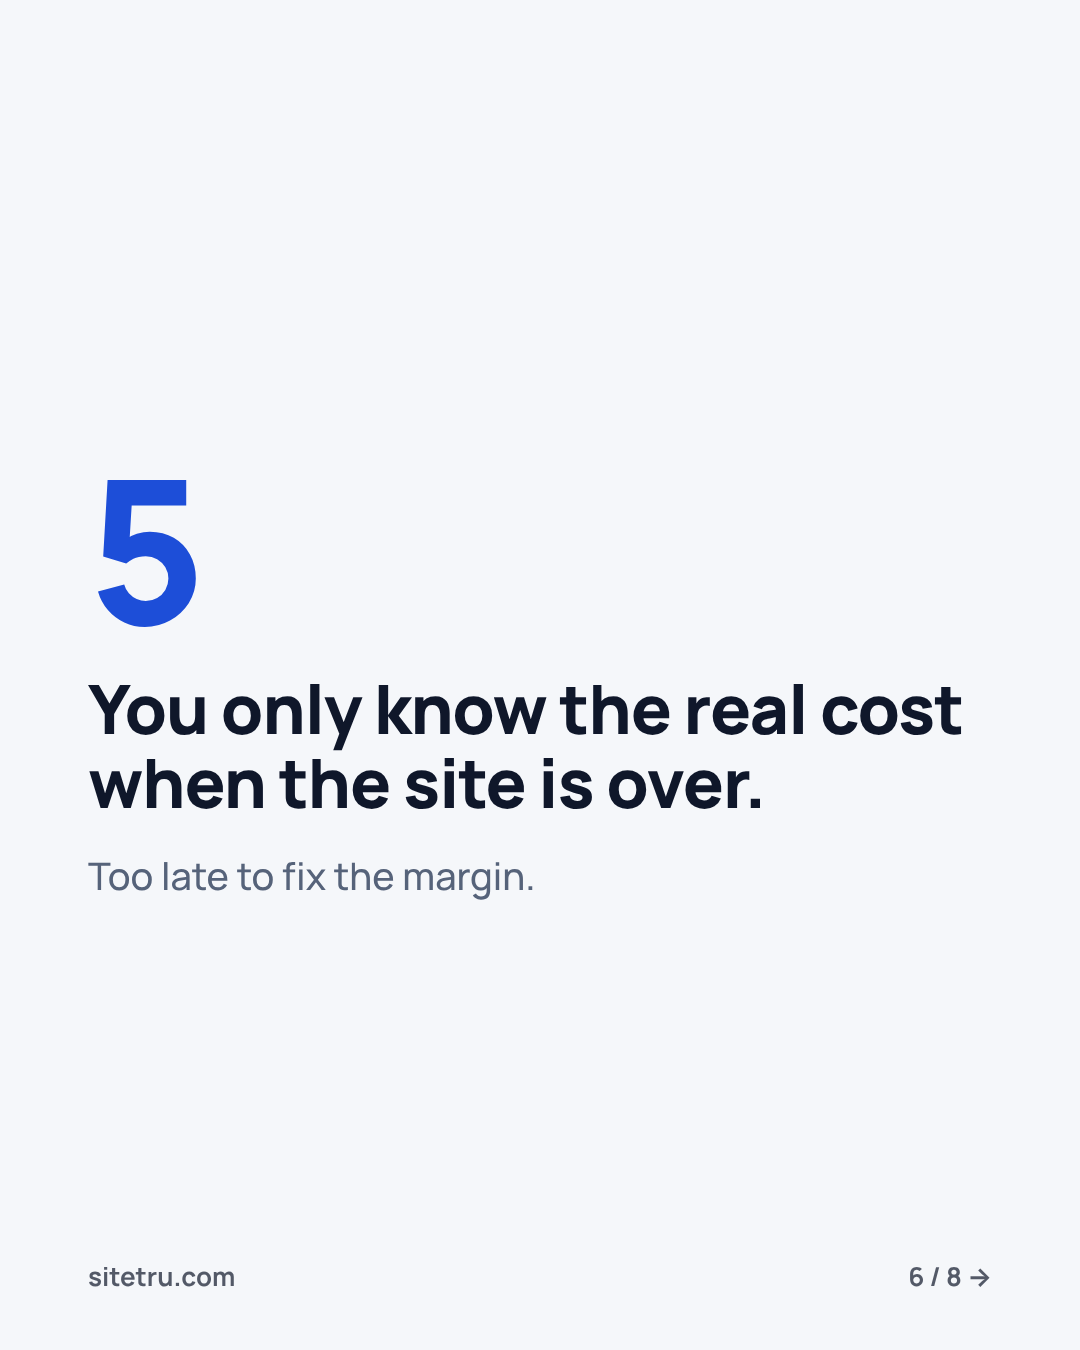 5
You only know the real cost
when the site is over.
Too late to fix the margin.
sitetru.com
6 / 8 →